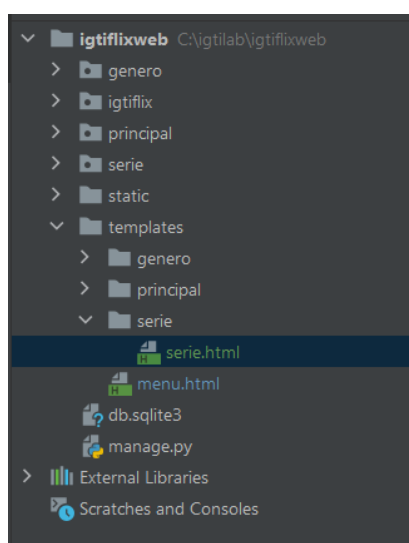 igtiflixweb C:\igtilab\igtiflixweb
genero
igtiflix
principal
serie
static
templates
genero
principal
serie
serie.html
menu.html
db.sqlite3
manage.py
External Libraries
Scratches and Consoles